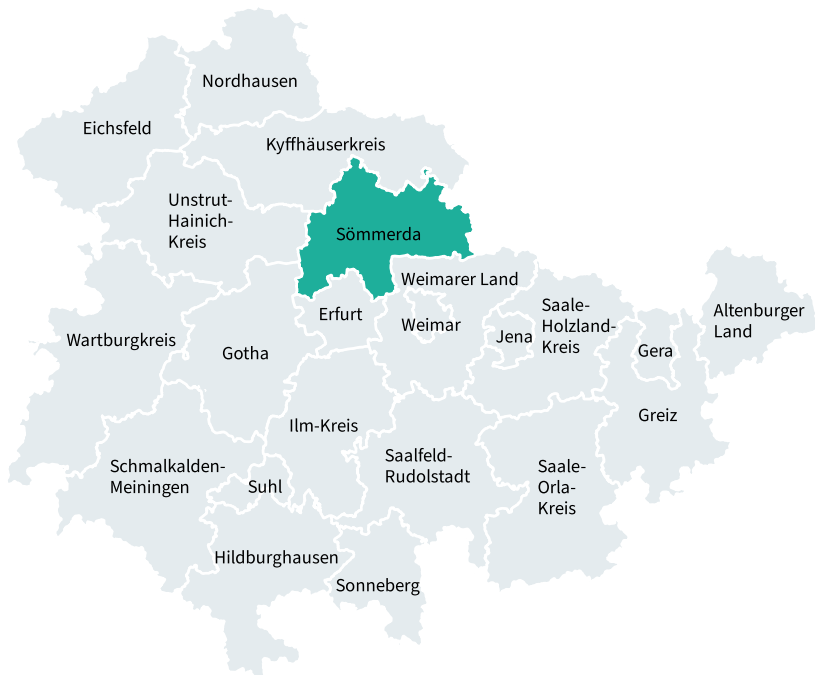 Nordhausen
Eichsfeld
Kyffhäuserkreis
Unstrut-
Hainich-
Kreis
Sömmerda
Weimarer Land
Erfurt
Weimar
Saale-
Holzland-
Kreis
Jena
Altenburger
Land
Wartburgkreis
Gotha
Gera
Greiz
Ilm-Kreis
Schmalkalden-
Meiningen
Suhl
Saalfeld-
Rudolstadt
Saale-
Orla-
Kreis
Hildburghausen
Sonneberg